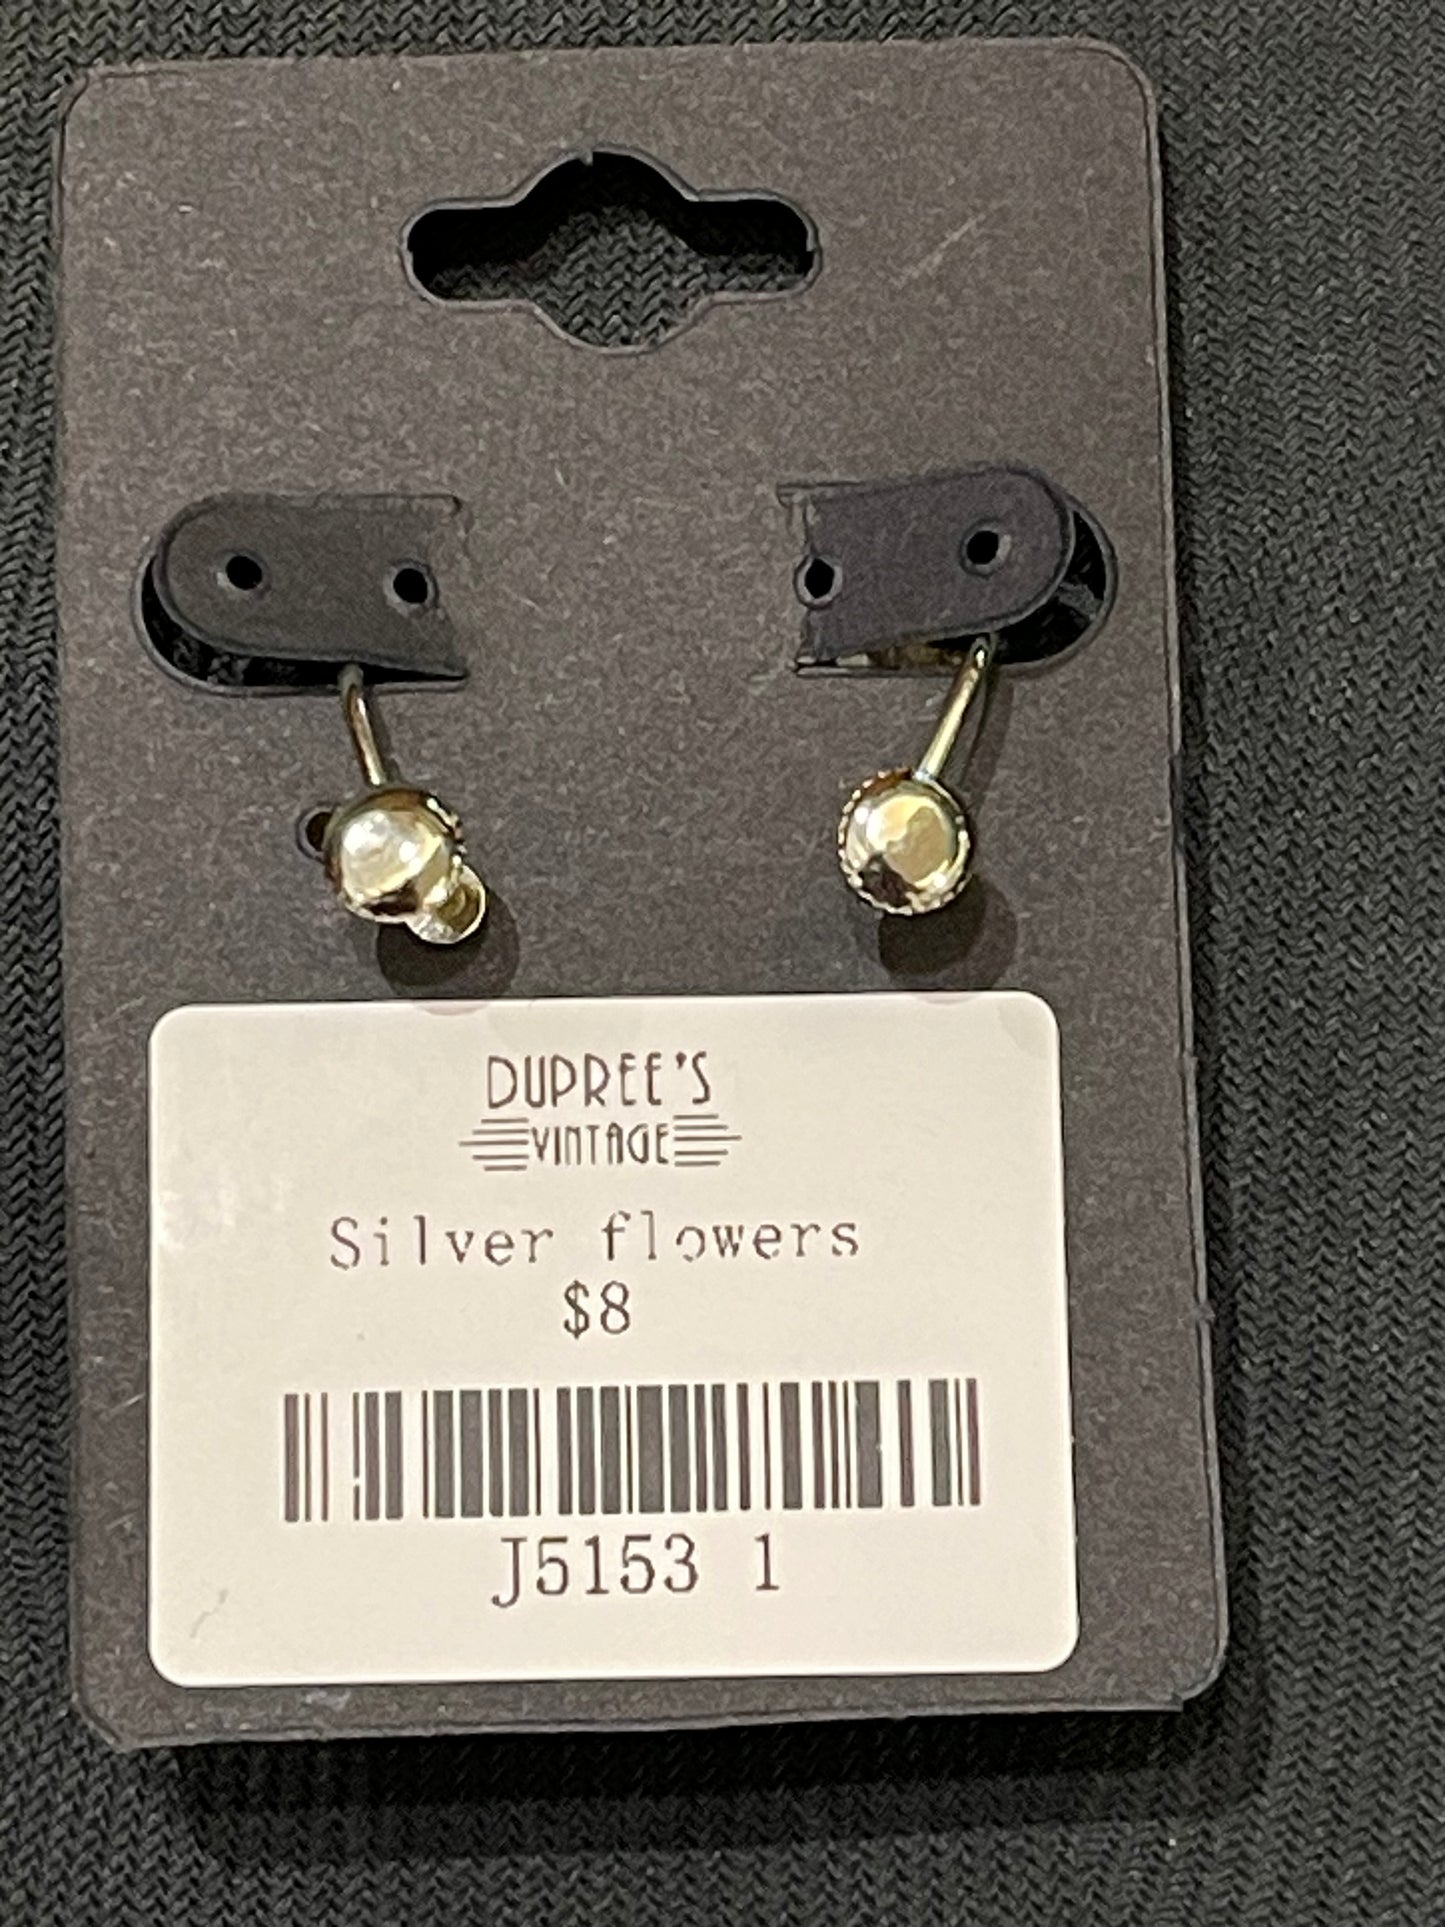 DUPREE'S
VINTAGE
Silver flowers
$8
J5153 1